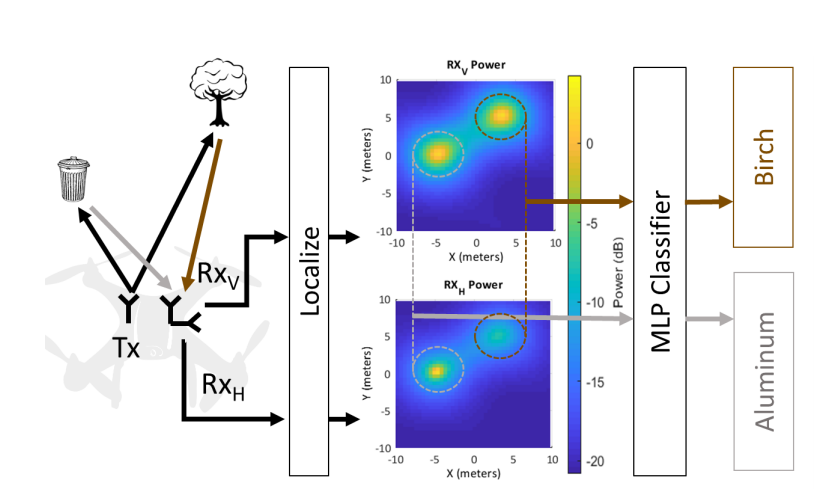 Tx
Rx_V
Rx_H
Localize
RX_V Power
10
5
0
-5
-10
Y (meters)
-10 -5 0 5 10
X (meters)
RX_H Power
10
5
0
-5
-10
Y (meters)
-10 -5 0 5 10
X (meters)
0
-5
-10
-15
-20
Power (dB)
MLP Classifier
Birch
Aluminum